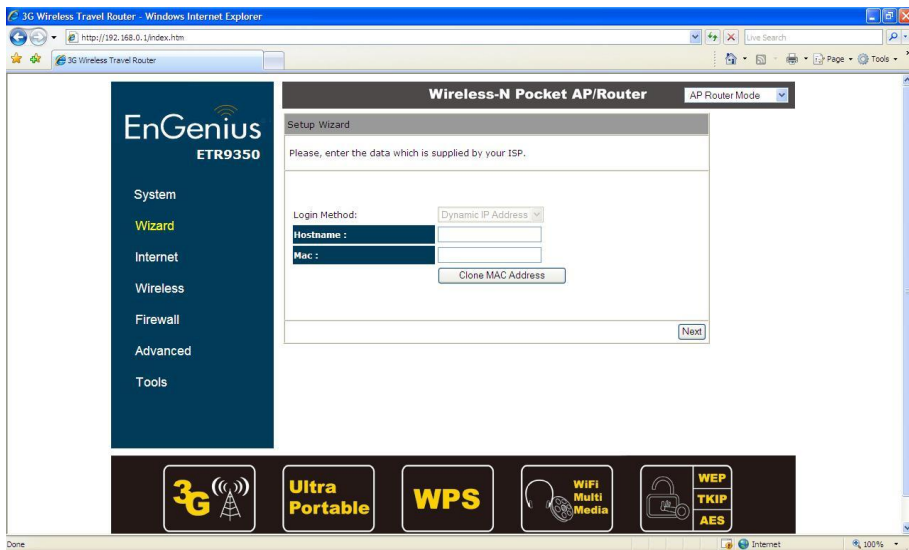 3G Wireless Travel Router - Windows Internet Explorer
http://192.168.0.1/index.htm
Live Search
3G Wireless Travel Router
Page
Tools
Wireless-N Pocket AP/Router
AP Router Mode
EnGenius
ETR9350
System
Wizard
Internet
Wireless
Firewall
Advanced
Tools
Setup Wizard
Please, enter the data which is supplied by your ISP.
Login Method:
Dynamic IP Address
Hostname :
Mac :
Clone MAC Address
Next
3G
Ultra
Portable
WPS
WiFi
Multi
Media
WEP
TKIP
AES
Done
Internet
100%